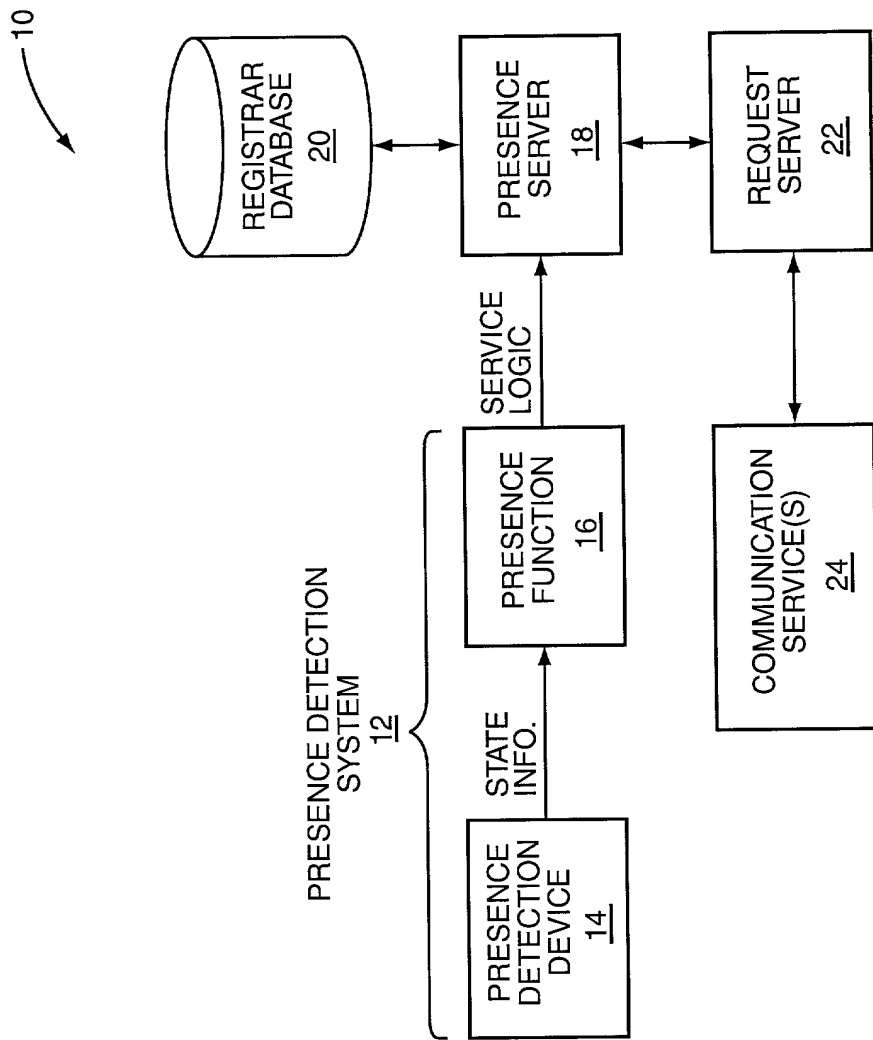 10
PRESENCE DETECTION
SYSTEM
12
PRESENCE
DETECTION
DEVICE
14
STATE
INFO.
PRESENCE
FUNCTION
16
SERVICE
LOGIC
REGISTRAR
DATABASE
20
PRESENCE
SERVER
18
REQUEST
SERVER
22
COMMUNICATION
SERVICE(S)
24